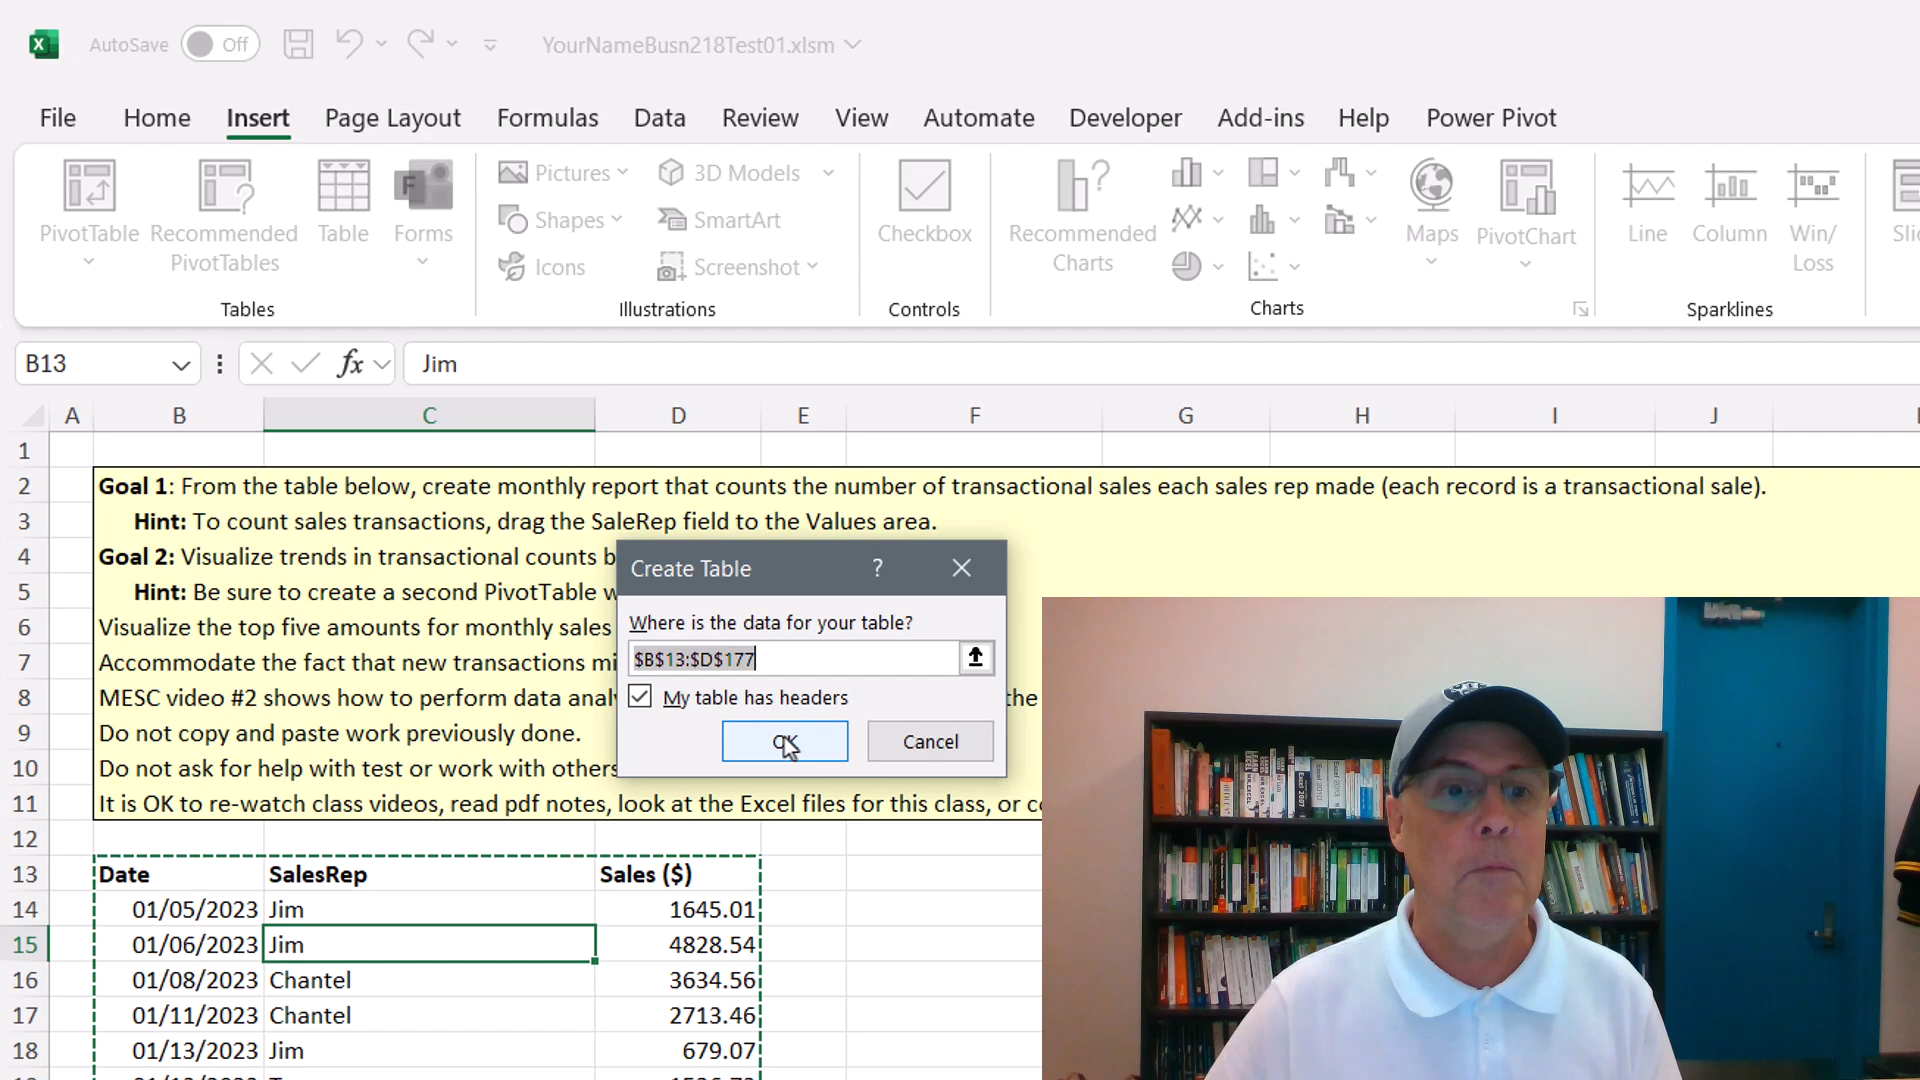 AutoSave Off YourNameBusn218Test01.xlsm
File Home Insert Page Layout Formulas Data Review View Automate Developer Add-ins Help Power Pivot
PivotTable
Recommended
PivotTables
Table
Forms
Pictures
Shapes
Icons
3D Models
SmartArt
Screenshot
Checkbox
Recommended
Charts
Maps
PivotChart
Line
Column
Win/
Loss
Tables Illustrations Controls Charts Sparklines
B13 fx Jim
A B C D E F G H I J
1
2 Goal 1: From the table below, create monthly report that counts the number of transactional sales each sales rep made (each record is a transactional sale).
3 Hint: To count sales transactions, drag the SaleRep field to the Values area.
4 Goal 2: Visualize trends in transactional counts
5 Hint: Be sure to create a second PivotTable
6 Visualize the top five amounts for monthly sales
7 Accommodate the fact that new transactions
8 MESC video #2 shows how to perform data
9 Do not copy and paste work previously done.
10 Do not ask for help with test or work with others
11 It is OK to re-watch class videos, read pdf notes, look at the Excel files for this class, or
12
Create Table ?
Where is the data for your table?
$B$13:$D$177
My table has headers
OK Cancel
13 Date SalesRep Sales ($)
14 01/05/2023 Jim 1645.01
15 01/06/2023 Jim 4828.54
16 01/08/2023 Chantel 3634.56
17 01/11/2023 Chantel 2713.46
18 01/13/2023 Jim 679.07